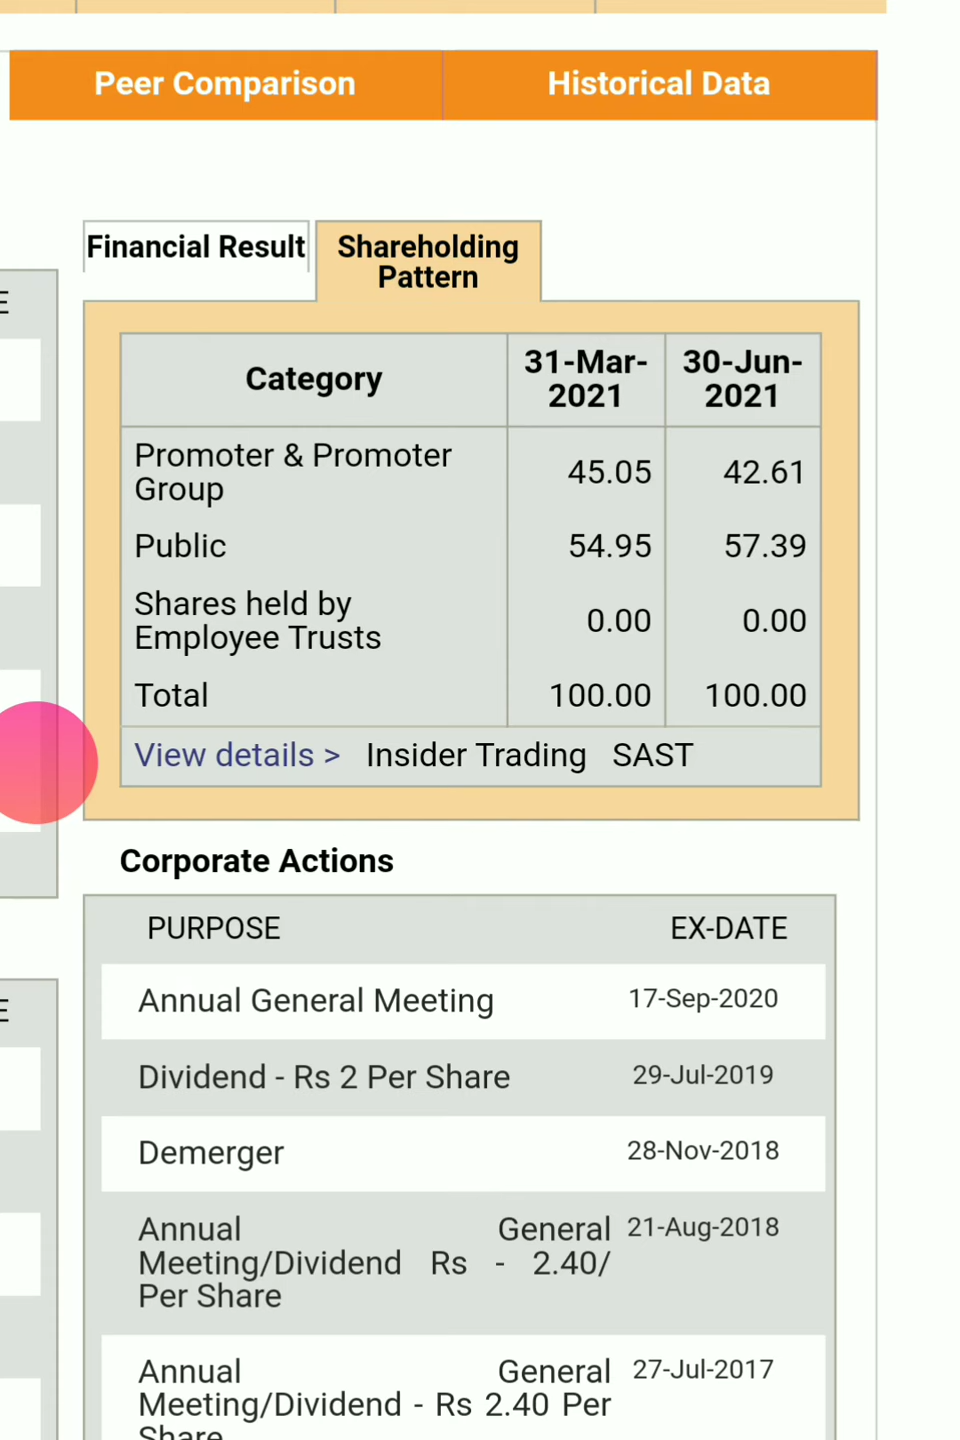 Peer Comparison Historical Data
Financial Result Shareholding
Pattern
E
Category 31-Mar- 30-Jun-
2021 2021
Promoter & Promoter
Group 45.05 42.61
Public 54.95 57.39
Shares held by
Employee Trusts 0.00 0.00
Total 100.00 100.00
View details > Insider Trading SAST
Corporate Actions
PURPOSE EX-DATE
E
Annual General Meeting 17-Sep-2020
Dividend - Rs 2 Per Share 29-Jul-2019
Demerger 28-Nov-2018
Annual General 21-Aug-2018
Meeting/Dividend Rs - 2.40/
Per Share
Annual General 27-Jul-2017
Meeting/Dividend - Rs 2.40 Per
Share